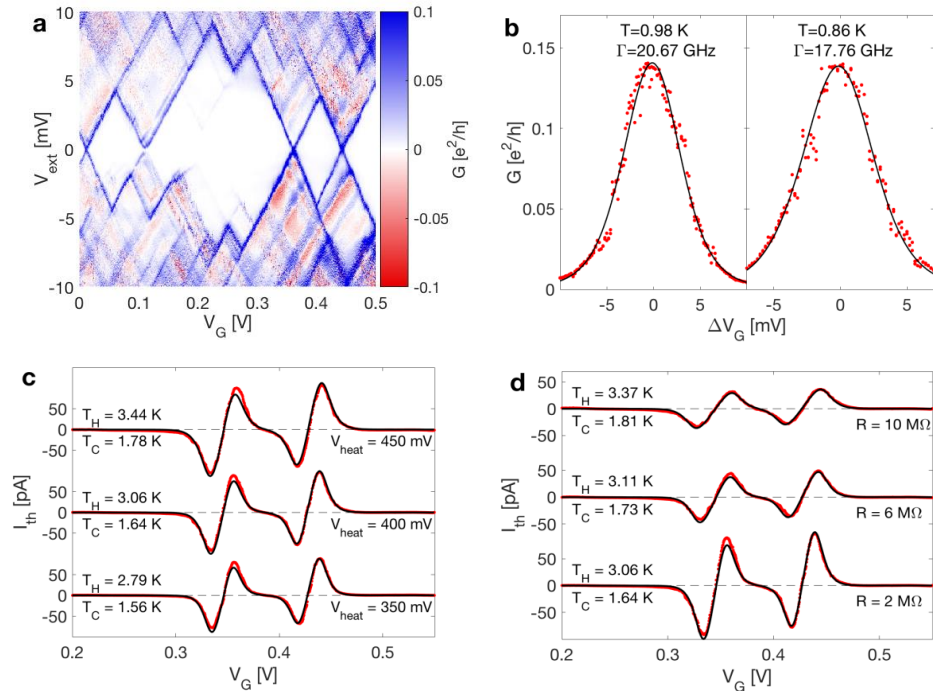 a
10
5
0
-5
-10
V_ext [mV]
0
0.1
0.2
0.3
0.4
0.5
V_G [V]
0.1
0.05
0
-0.05
-0.1
G [e²/h]
b
T=0.98 K
Γ=20.67 GHz
T=0.86 K
Γ=17.76 GHz
0.15
0.1
0.05
0
G [e²/h]
-5
0
5
-5
0
5
ΔV_G [mV]
c
T_H = 3.44 K
T_C = 1.78 K
V_heat = 450 mV
T_H = 3.06 K
T_C = 1.64 K
V_heat = 400 mV
T_H = 2.79 K
T_C = 1.56 K
V_heat = 350 mV
50
0
-50
50
0
-50
50
0
-50
I_th [pA]
0.2
0.3
0.4
0.5
V_G [V]
d
T_H = 3.37 K
T_C = 1.81 K
R = 10 MΩ
T_H = 3.11 K
T_C = 1.73 K
R = 6 MΩ
T_H = 3.06 K
T_C = 1.64 K
R = 2 MΩ
50
0
-50
50
0
-50
50
0
-50
I_th [pA]
0.2
0.3
0.4
0.5
V_G [V]